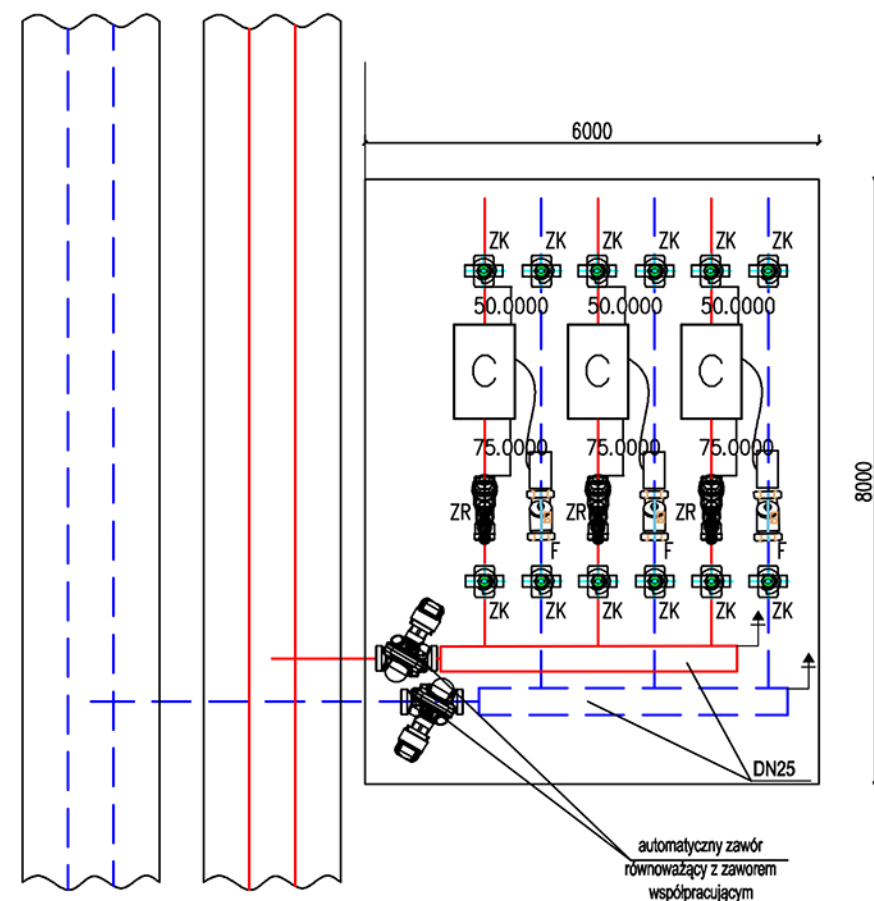 6000
8000
ZK ZK ZK ZK ZK ZK
50.0000 50.0000 50.0000
C C C
75.0000 75.0000 75.0000
ZR ZR ZR
F F F
ZK ZK ZK ZK ZK ZK
DN25
automatyczny zawór
równoważący z zaworem
współpracującym